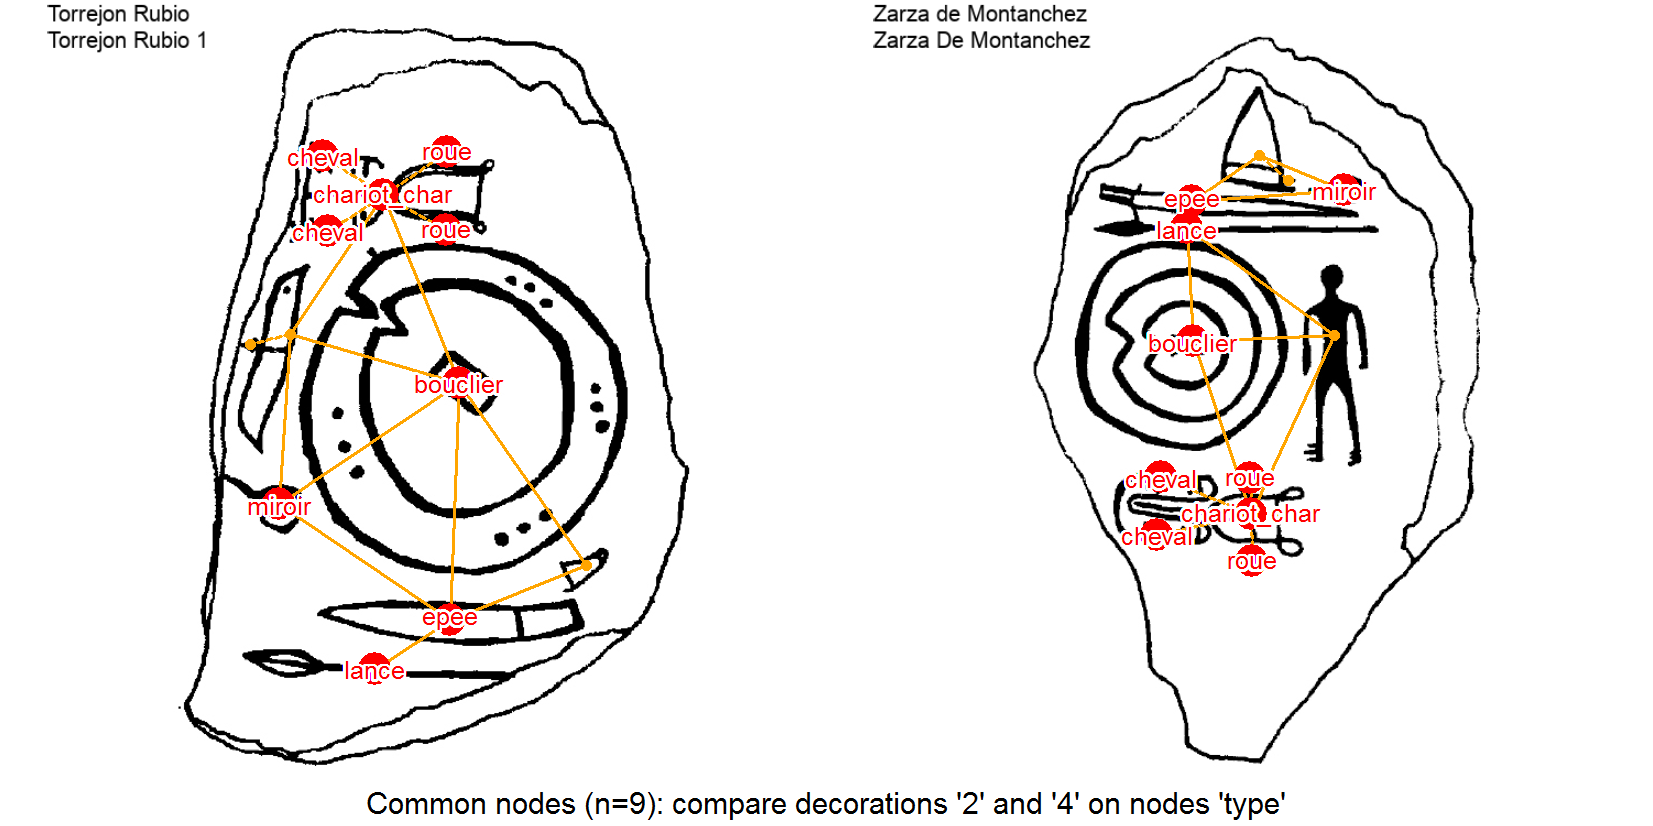 Torrejon Rubio
Torrejon Rubio 1
cheval
roue
chariot_char
cheval
roue
bouclier
miroir
epee
lance
Zarza de Montanchez
Zarza De Montanchez
epee
miroir
lance
bouclier
cheval
roue
chariot_char
cheval
roue
Common nodes (n=9): compare decorations '2' and '4' on nodes 'type'